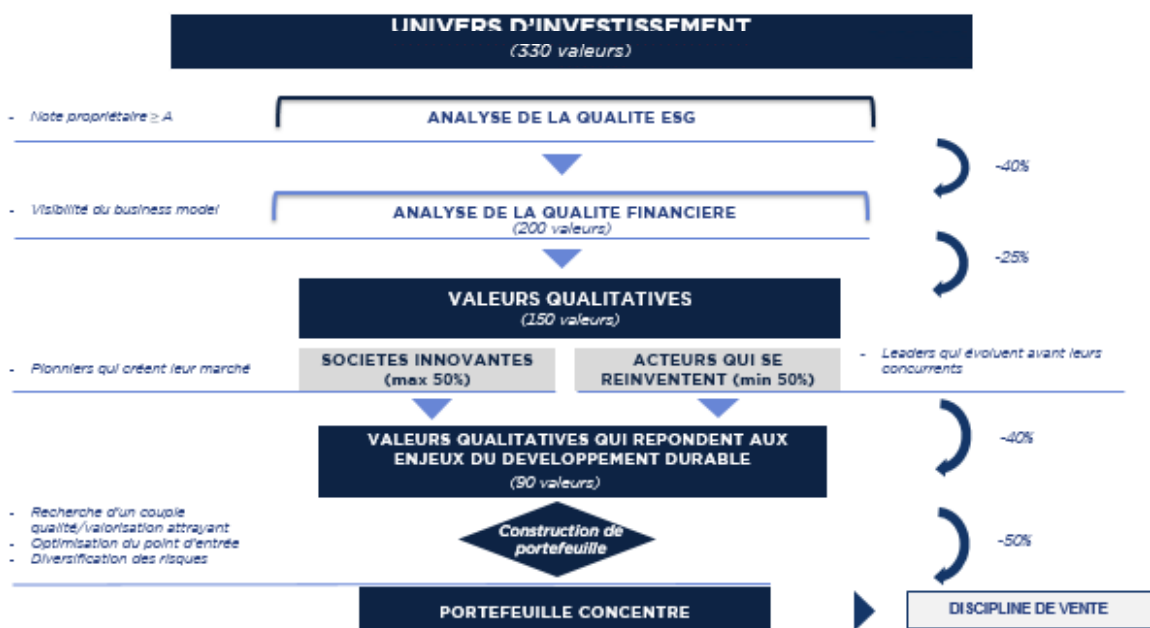 UNIVERS D'INVESTISSEMENT
(330 valeurs)
- Note propriétaire ≥ A
ANALYSE DE LA QUALITE ESG
-40%
- Visibilité du business model
ANALYSE DE LA QUALITE FINANCIERE
(200 valeurs)
-25%
VALEURS QUALITATIVES
(150 valeurs)
- Pionniers qui créent leur marché
SOCIETES INNOVANTES
(max 50%)
ACTEURS QUI SE
REINVENTENT (min 50%)
- Leaders qui évoluent avant leurs
concurrents
-40%
VALEURS QUALITATIVES QUI REPONDENT AUX
ENJEUX DU DEVELOPPEMENT DURABLE
(90 valeurs)
- Recherche d'un couple
qualité/valorisation attrayant
- Optimisation du point d'entrée
- Diversification des risques
Construction de
portefeuille
-50%
PORTEFEUILLE CONCENTRE
DISCIPLINE DE VENTE